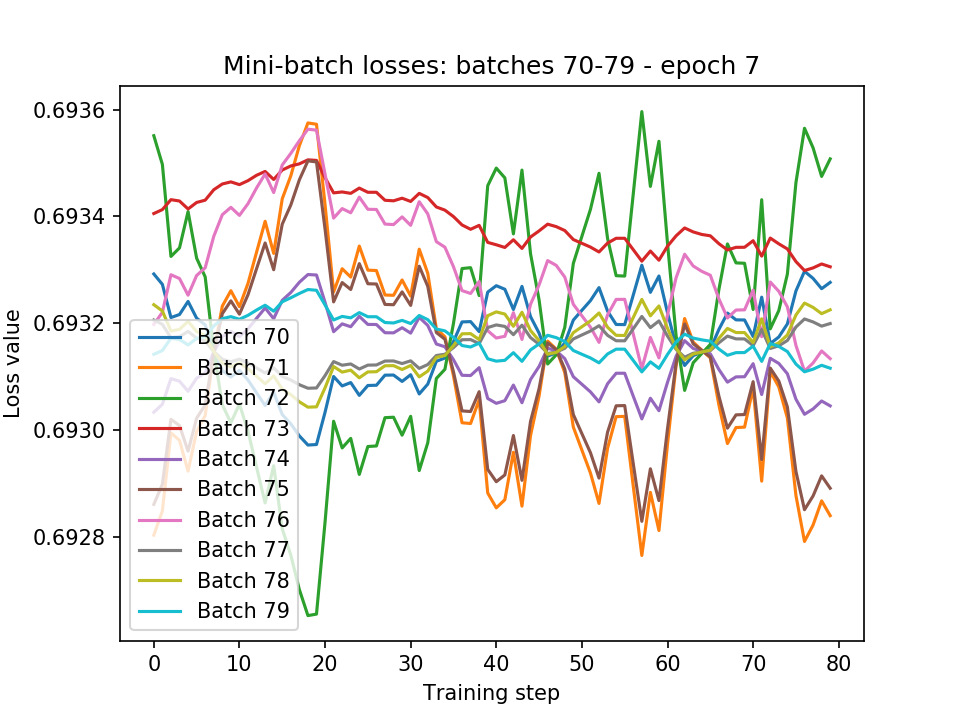 Mini-batch losses: batches 70-79 - epoch 7
Loss value
0.6936
0.6934
0.6932
0.6930
0.6928
Batch 70
Batch 71
Batch 72
Batch 73
Batch 74
Batch 75
Batch 76
Batch 77
Batch 78
Batch 79
0 10 20 30 40 50 60 70 80
Training step